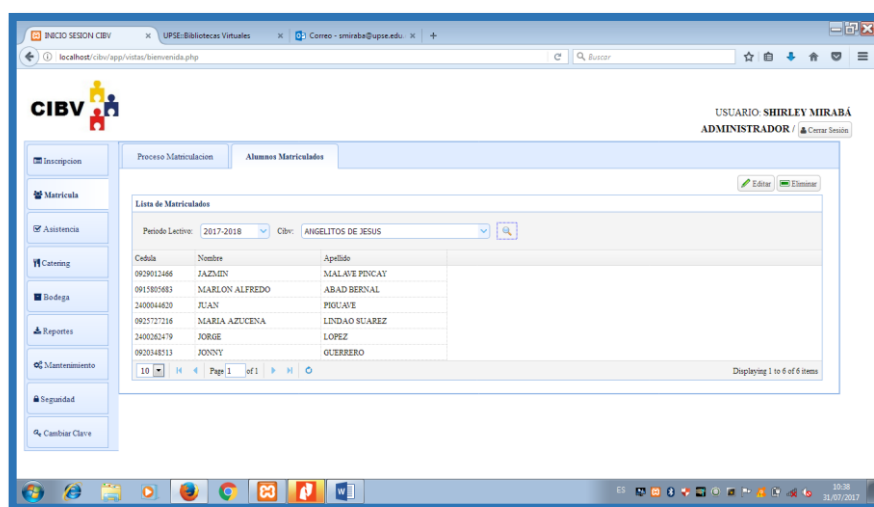 INICIO SESION CIBV
UPSE::Bibliotecas Virtuales
Correo - smiraba@upse.edu.
localhost/cibv/app/vistas/bienvenida.php
Buscar
CIBV
USUARIO: SHIRLEY MIRABÁ
ADMINISTRADOR / Cerrar Sesión
Inscripcion
Matrícula
Asistencia
Catering
Bodega
Reportes
Mantenimiento
Seguridad
Cambiar Clave
Proceso Matriculacion Alumnos Matriculados
Editar Eliminar
Lista de Matriculados
Periodo Lectivo: 2017-2018 Cibv: ANGELITOS DE JESUS
Cedula Nombre Apellido
0929012466 JAZMIN MALAVE PINCAY
0915805683 MARLON ALFREDO ABAD BERNAL
2400044620 JUAN PIGUAVE
0925727216 MARIA AZUCENA LINDAO SUAREZ
2400262479 JORGE LOPEZ
0920348513 JONNY GUERRERO
10 Page 1 of 1 Displaying 1 to 6 of 6 items
ES
10:38
31/07/2017